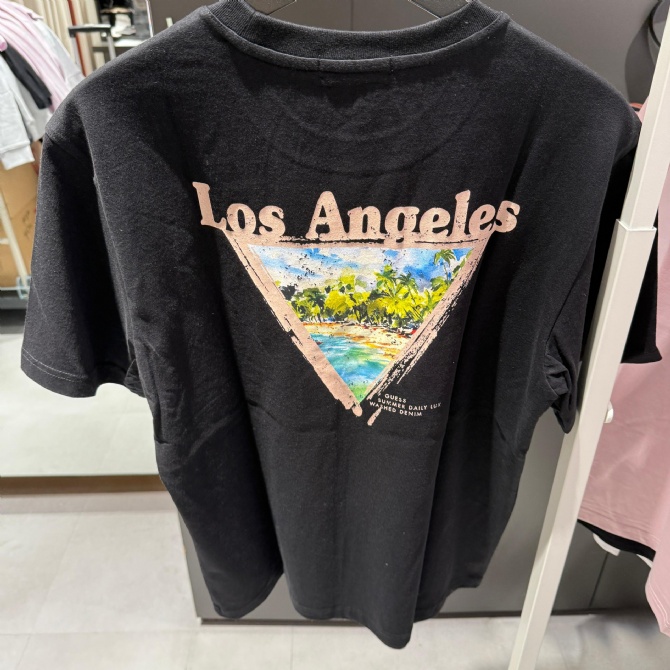 Los Angeles
GUESS
SUMMER DAILY LUX
WASHED DENIM